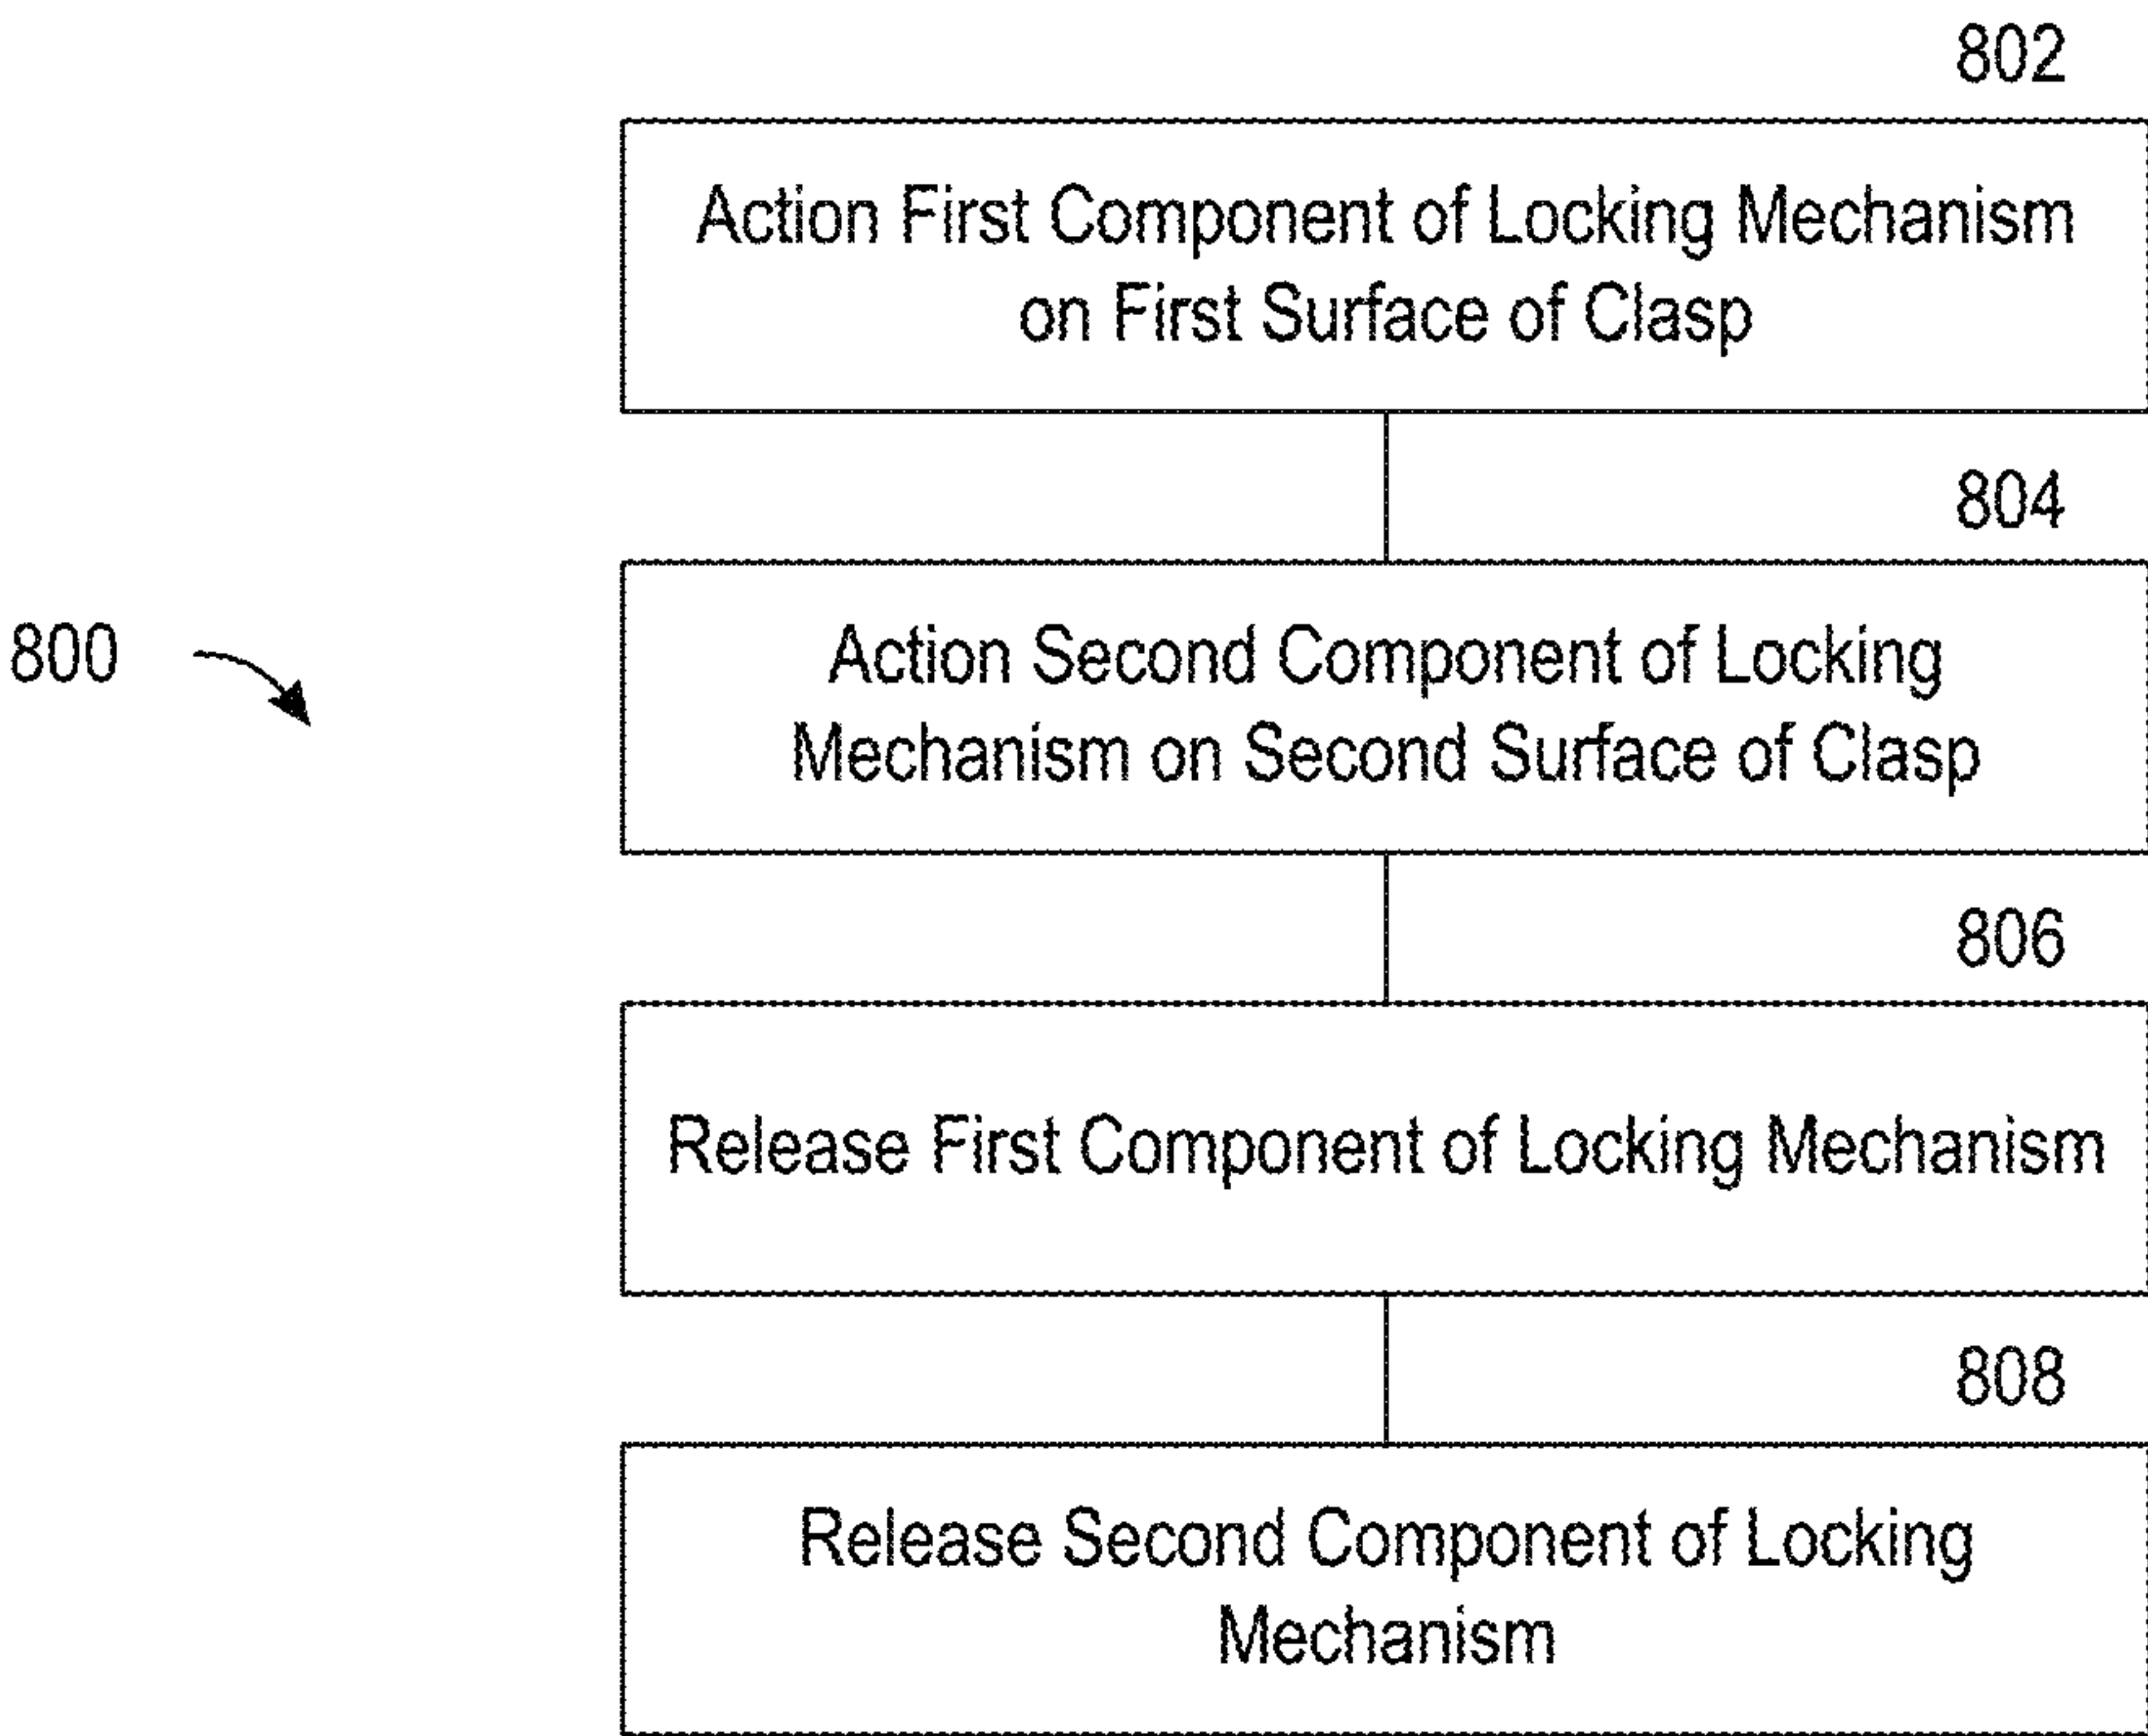 802
Action First Component of Locking Mechanism
on First Surface of Clasp
804
Action Second Component of Locking
Mechanism on Second Surface of Clasp
800
806
Release First Component of Locking Mechanism
808
Release Second Component of Locking
Mechanism